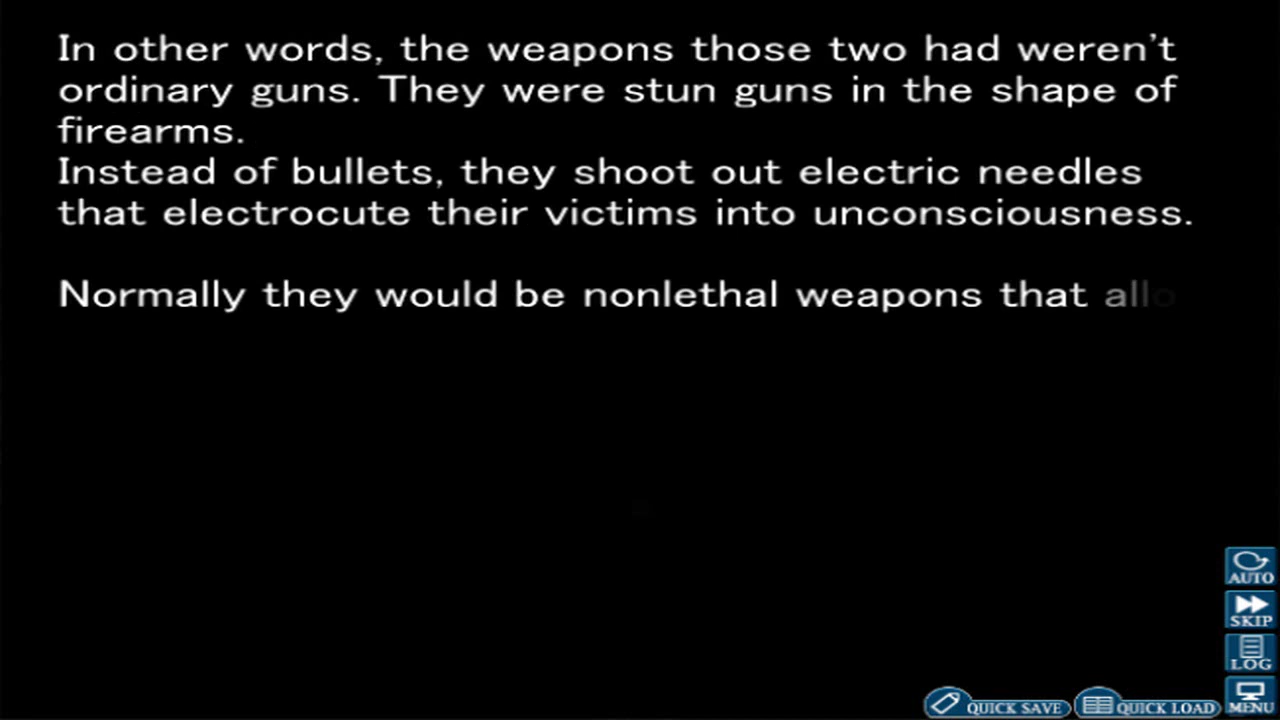 In other words, the weapons those two had weren't
ordinary guns. They were stun guns in the shape of
firearms.
Instead of bullets, they shoot out electric needles
that electrocute their victims into unconsciousness.
Normally they would be nonlethal weapons that allo
AUTO
SKIP
LOG
MENU
QUICK SAVE
QUICK LOAD